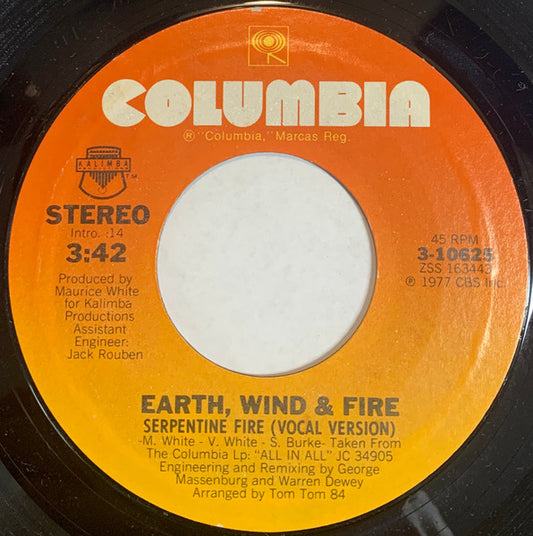 COLUMBIA
® "Columbia," Marcas Reg.
KALIMBA
PRODUCTIONS
T.M.
STEREO
Intro. :14
3:42
Produced by
Maurice White
for Kalimba
Productions
Assistant
Engineer:
Jack Rouben
45 RPM
3-10625
ZSS 163443
℗ 1977 CBS Inc.
EARTH, WIND & FIRE
SERPENTINE FIRE (VOCAL VERSION)
-M. White - V. White - S. Burke- Taken From
The Columbia Lp: "ALL IN ALL" JC 34905
Engineering and Remixing by George
Massenburg and Warren Dewey
Arranged by Tom Tom 84